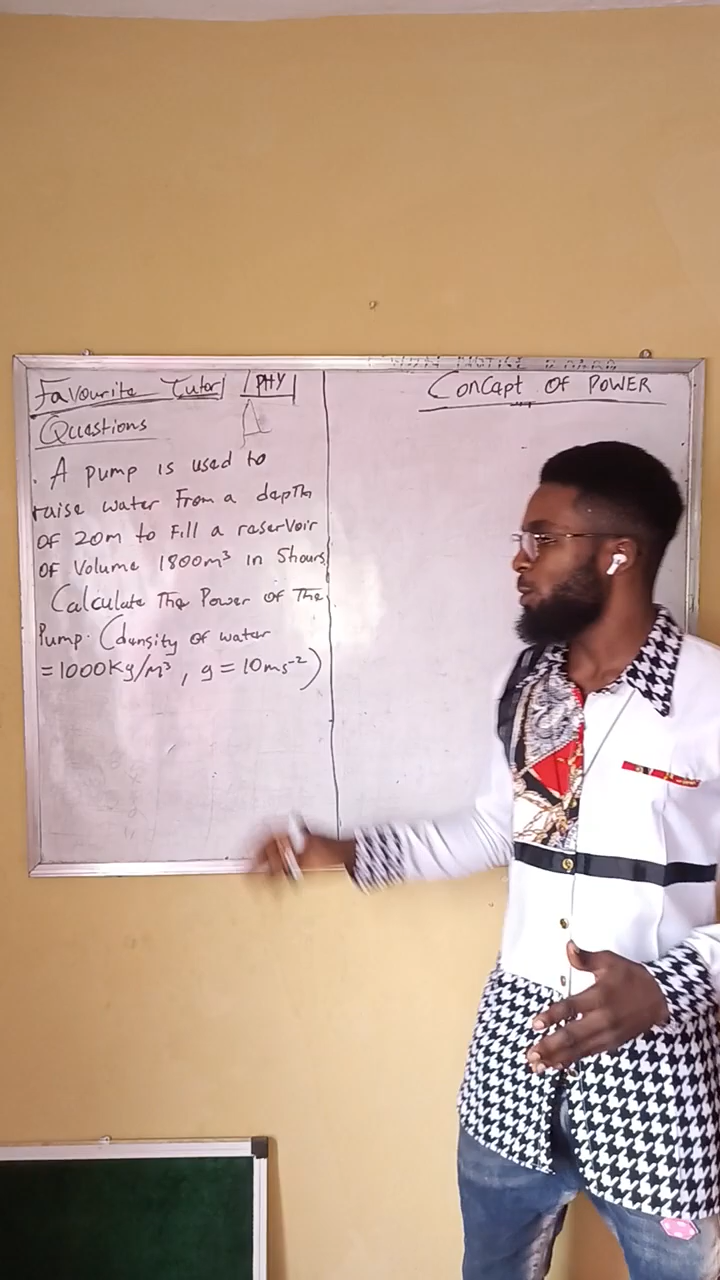 Favourite Tutor PHY
Questions
. A pump is used to
raise water from a depth
of 20m to fill a reservoir
of volume 1800m³ in 5hours
Calculate the Power of the
Pump. (density of water
= 1000Kg/m³, g = 10ms⁻²)
Concept of POWER